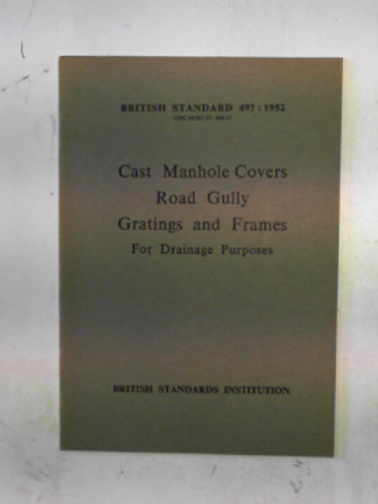 BRITISH STANDARD 497 : 1952
Cast Manhole Covers
Road Gully
Gratings and Frames
For Drainage Purposes
BRITISH STANDARDS INSTITUTION